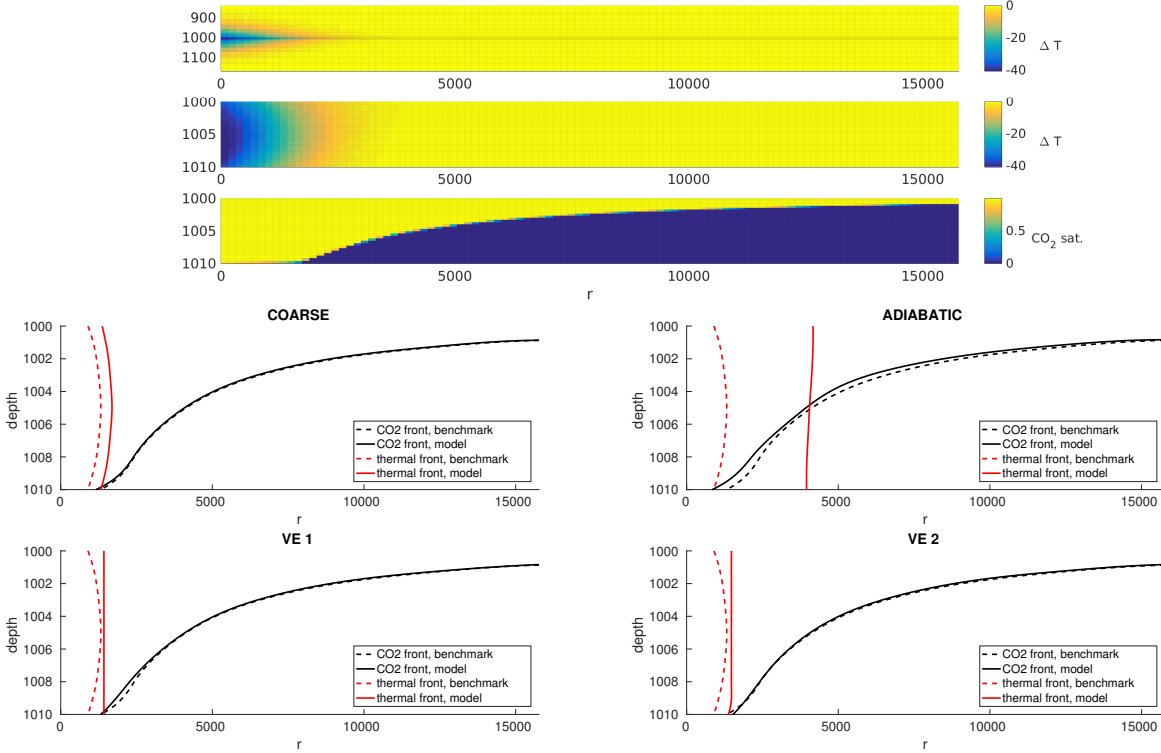 900
1000
1100
0
5000
10000
15000
0
-20
-40
Δ T
1000
1005
1010
0
5000
10000
15000
0
-20
-40
Δ T
1000
1005
1010
0
5000
10000
15000
r
0.5
0
CO2 sat.
COARSE
1000
1002
1004
1006
1008
1010
depth
0
5000
10000
15000
r
CO2 front, benchmark
CO2 front, model
thermal front, benchmark
thermal front, model
ADIABATIC
1000
1002
1004
1006
1008
1010
depth
0
5000
10000
15000
r
CO2 front, benchmark
CO2 front, model
thermal front, benchmark
thermal front, model
VE 1
1000
1002
1004
1006
1008
1010
depth
0
5000
10000
15000
r
CO2 front, benchmark
CO2 front, model
thermal front, benchmark
thermal front, model
VE 2
1000
1002
1004
1006
1008
1010
depth
0
5000
10000
15000
r
CO2 front, benchmark
CO2 front, model
thermal front, benchmark
thermal front, model